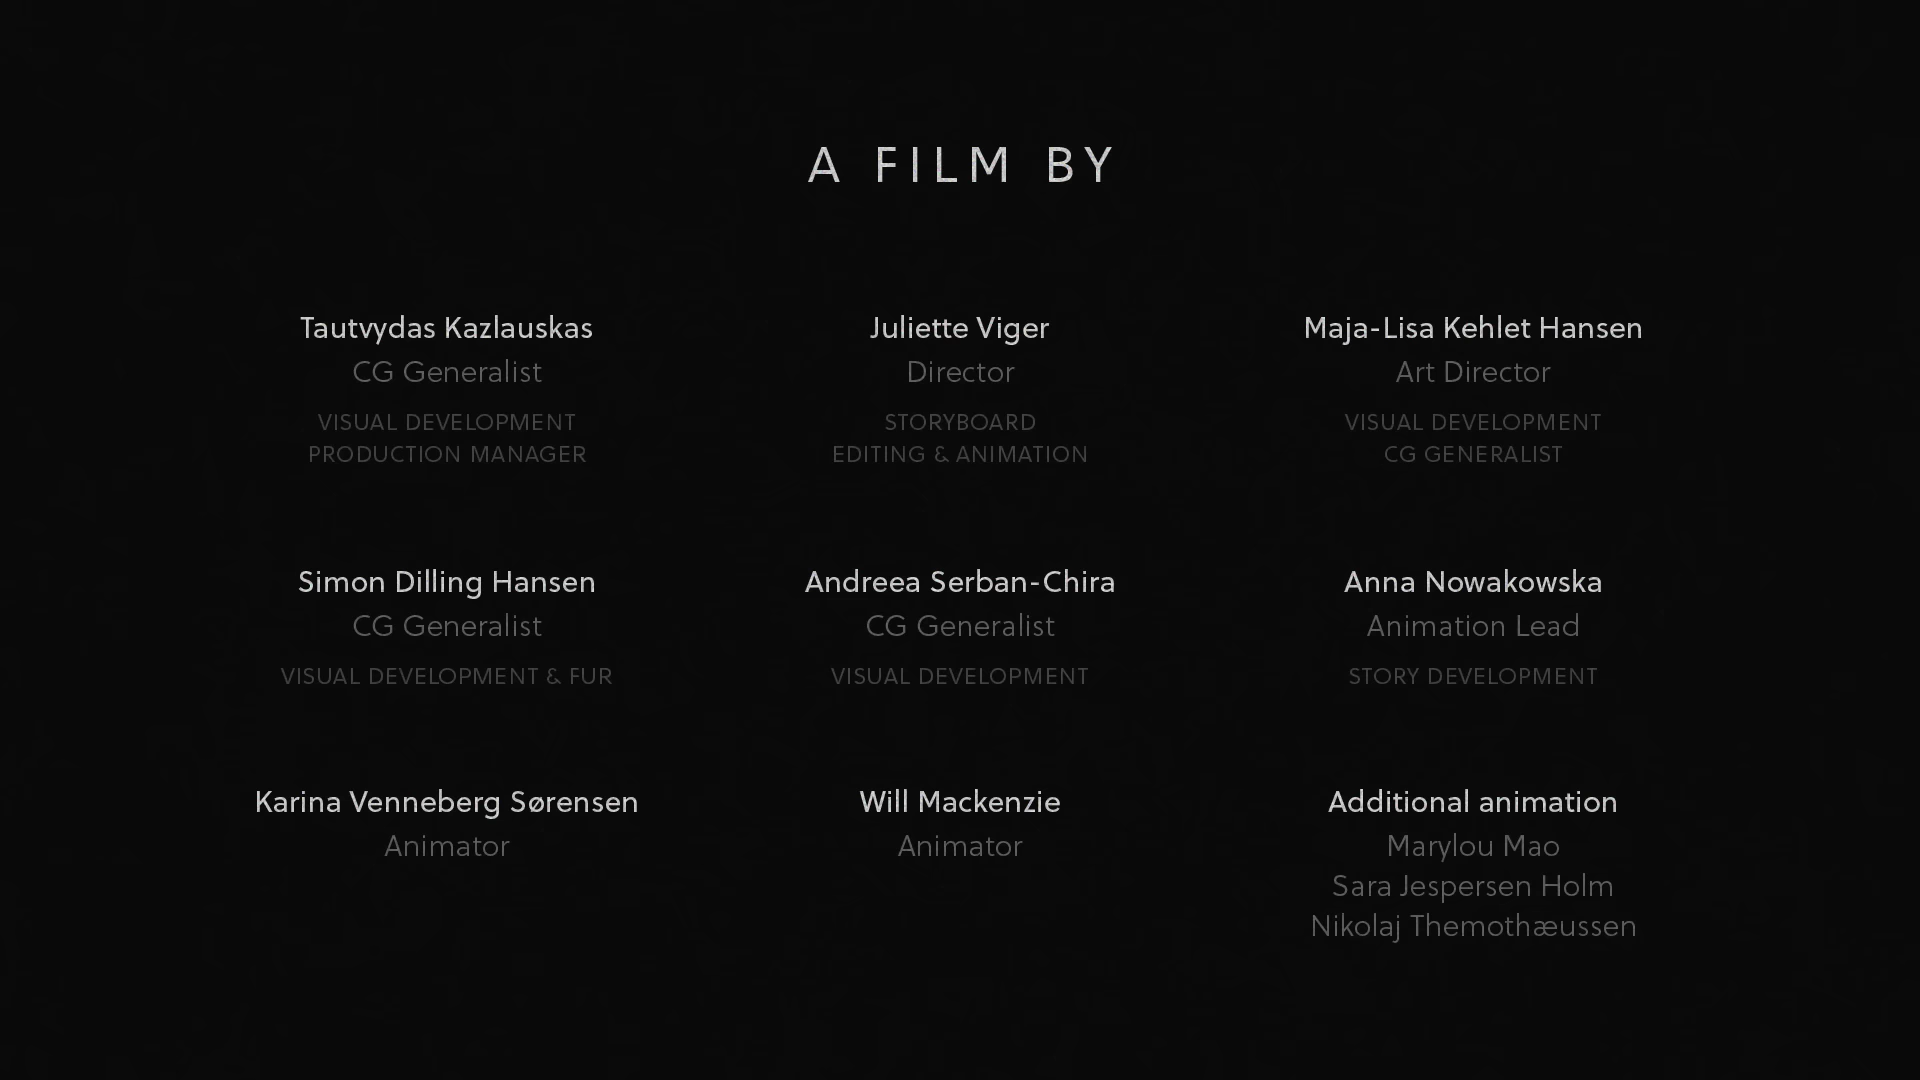 A FILM BY
Tautvydas Kazlauskas
CG Generalist
VISUAL DEVELOPMENT
PRODUCTION MANAGER
Juliette Viger
Director
STORYBOARD
EDITING & ANIMATION
Maja-Lisa Kehlet Hansen
Art Director
VISUAL DEVELOPMENT
CG GENERALIST
Simon Dilling Hansen
CG Generalist
VISUAL DEVELOPMENT & FUR
Andreea Serban-Chira
CG Generalist
VISUAL DEVELOPMENT
Anna Nowakowska
Animation Lead
STORY DEVELOPMENT
Karina Venneberg Sørensen
Animator
Will Mackenzie
Animator
Additional animation
Marylou Mao
Sara Jespersen Holm
Nikolaj Themothæussen